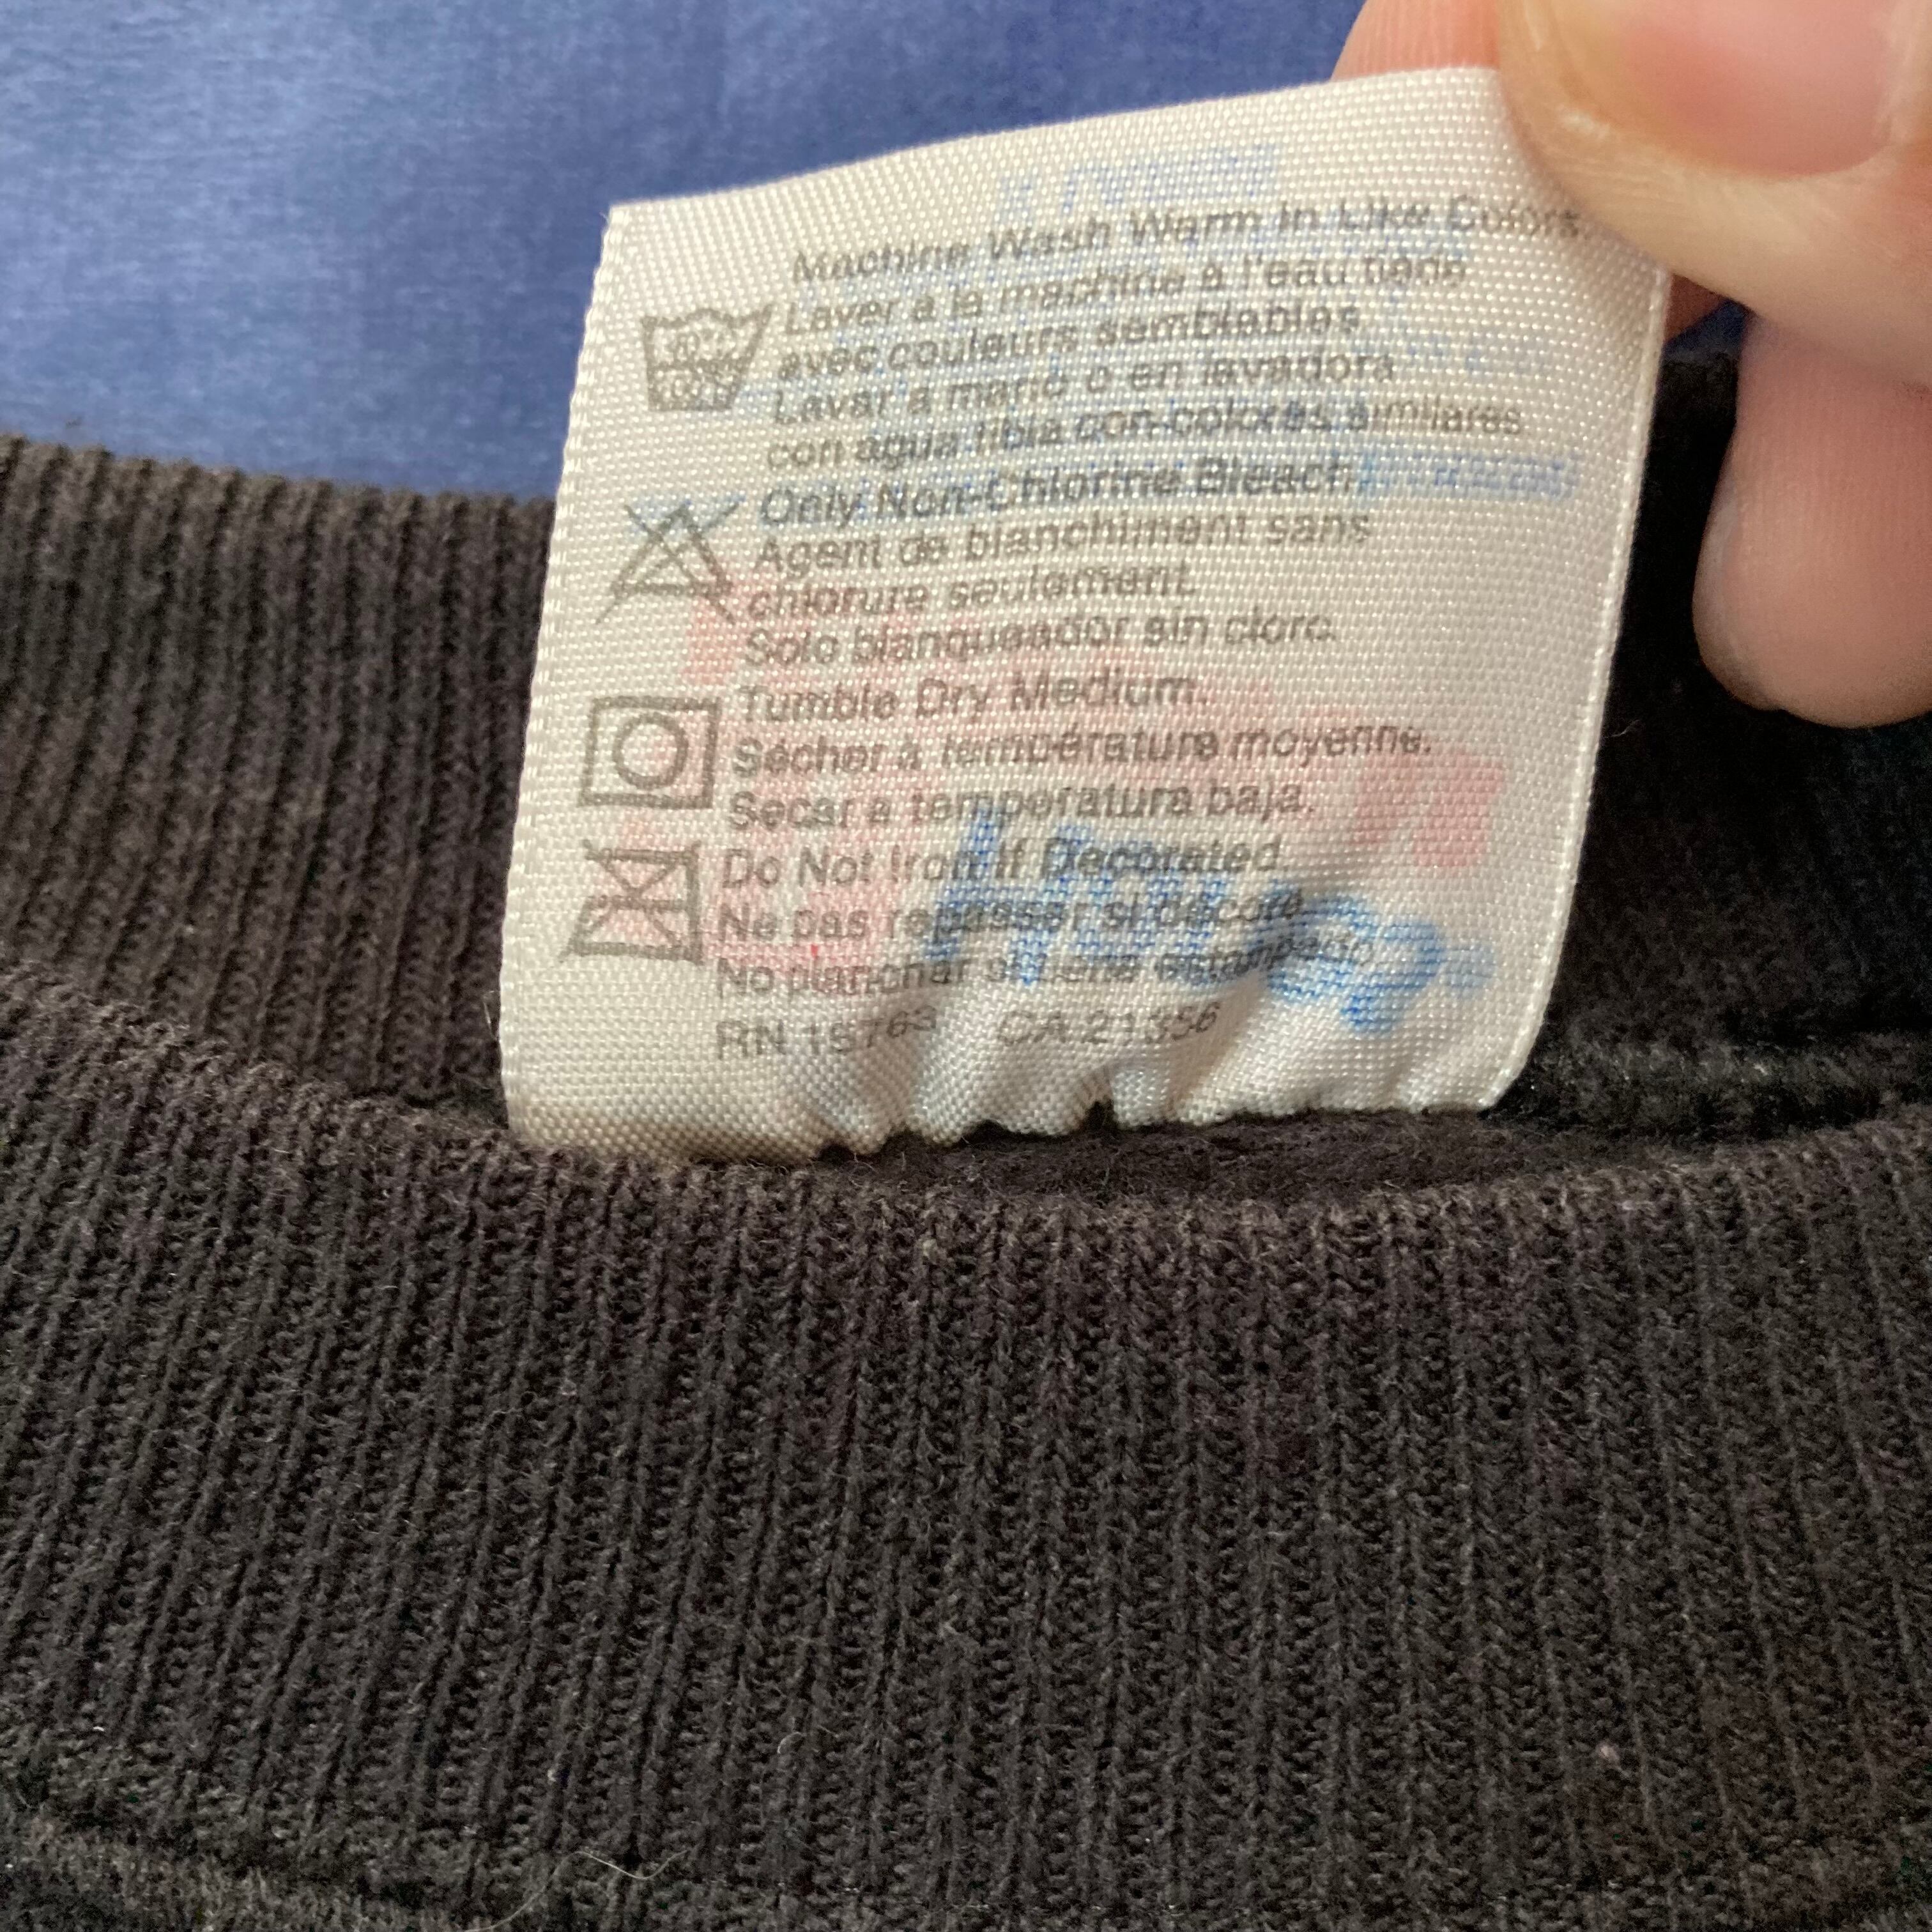 Machine Wash Warm In Like Colors
Laver à la machine à l'eau tiède
avec couleurs semblables
Lavar a mano o en lavadora
con agua tibia con colores similares
Only Non-Chlorine Bleach
Agent de blanchiment sans
chlorure seulement
Solo blanqueador sin cloro.
Tumble Dry Medium.
Sécher à température moyenne.
Secar a temperatura baja.
Do Not Iron If Decorated
Ne pas repasser si décoré
No planchar si tiene estampado
RN 15763 CA 21356